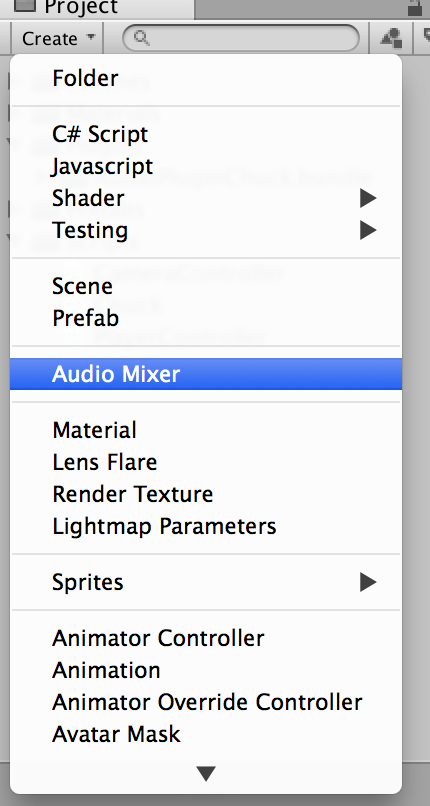 Project
Create
Folder
C# Script
Javascript
Shader
Testing
Scene
Prefab
Audio Mixer
Material
Lens Flare
Render Texture
Lightmap Parameters
Sprites
Animator Controller
Animation
Animator Override Controller
Avatar Mask